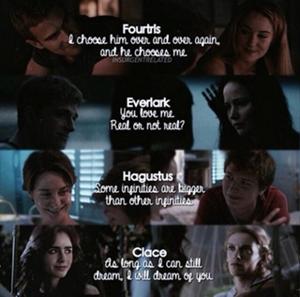 Fourtris
I choose him over and over again,
and he chooses me
INSURGENTRELATED
Everlark
You love me.
Real or not real?
Hagustus
Some infinities are bigger
than other infinities.
Clace
As long as I can still
dream, I will dream of you.